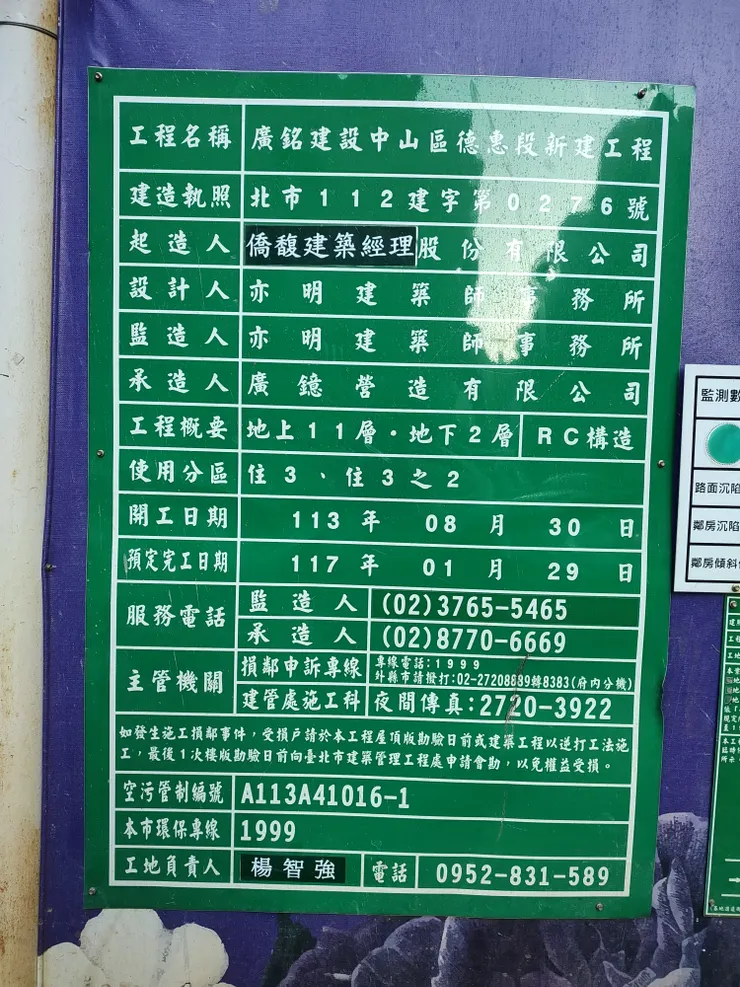 工程名稱 廣銘建設中山區德惠段新建工程
建造執照 北市112建字第0276號
起造人 僑馥建築經理股份有限公司
設計人 亦明建築師事務所
監造人 亦明建築師事務所
承造人 廣鐿營造有限公司
工程概要 地上11層・地下2層 RC構造
使用分區 住3、住3之2
開工日期 113年08月30日
預定完工日期 117年01月29日
服務電話 監造人 (02)3765-5465
承造人 (02)8770-6669
主管機關 損鄰申訴專線 專線電話:1999
外縣市請撥打:02-27208889轉8383(府內分機)
建管處施工科 夜間傳真:2720-3922
如發生施工損鄰事件，受損戶請於本工程屋頂版勘驗日前或建築工程以逆打工法施
工，最後1次樓版勘驗日前向臺北市建築管理工程處申請會勘，以免權益受損。
空污管制編號 A113A41016-1
本市環保專線 1999
工地負責人 楊智強 電話 0952-831-589
監測數
路面沉陷
鄰房沉陷
鄰房傾斜